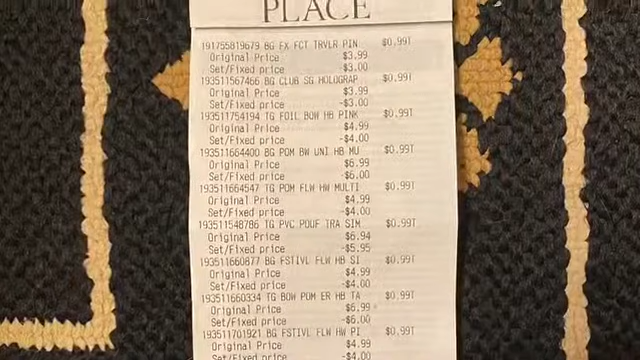 PLACE
191755819679 BG FX FCT TRVLR PIN $0.99T
Original Price $3.99
Set/Fixed price -$3.00
193511567466 BG CLUB SG HOLOGRAP $0.99T
Original Price $3.99
Set/Fixed price -$3.00
193511754194 TG FOIL BOW HB PINK $0.99T
Original Price $4.99
Set/Fixed price -$4.00
193511664400 BG POM BW UNI HB MU $0.99T
Original Price $6.99
Set/Fixed price -$6.00
193511664547 TG POM FLW HW MULTI $0.99T
Original Price $4.99
Set/Fixed price -$4.00
193511548786 TG PVC POUF TRA SIM $0.99T
Original Price $6.94
Set/Fixed price -$5.95
193511660877 BG FSTIVL FLW HB SI $0.99T
Original Price $4.99
Set/Fixed price -$4.00
193511660334 TG BOW POM ER HB TA $0.99T
Original Price $6.99
Set/Fixed price -$6.00
193511701921 BG FSTIVL FLW HW PI $0.99T
Original Price $4.99
Set/Fixed price -$4.00